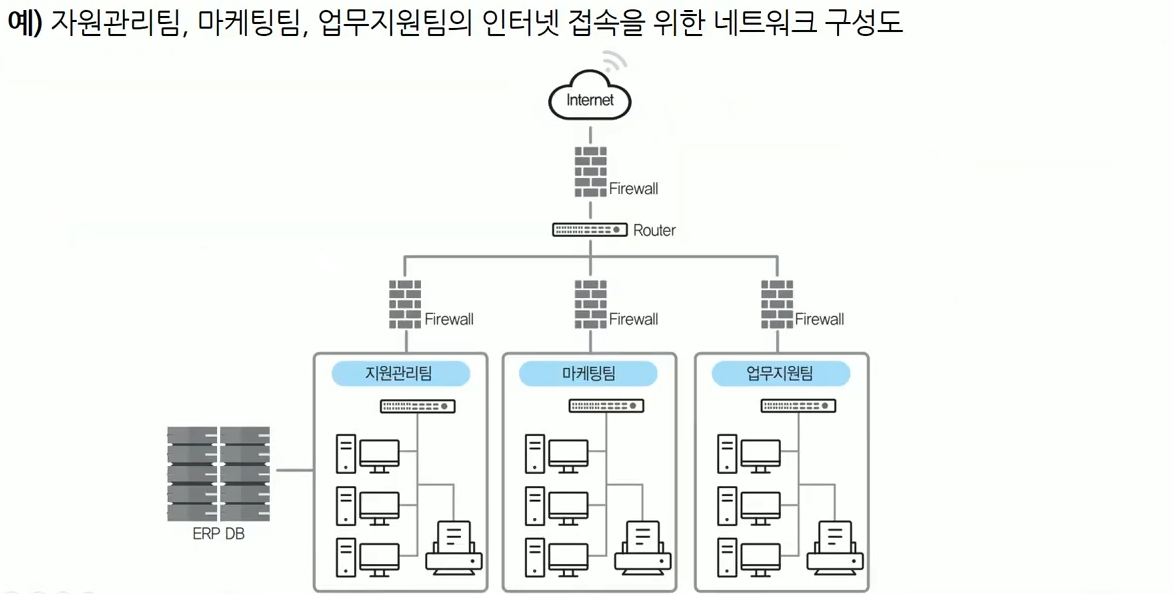 예) 자원관리팀, 마케팅팀, 업무지원팀의 인터넷 접속을 위한 네트워크 구성도
Internet
Firewall
Router
Firewall
Firewall
Firewall
지원관리팀
마케팅팀
업무지원팀
ERP DB